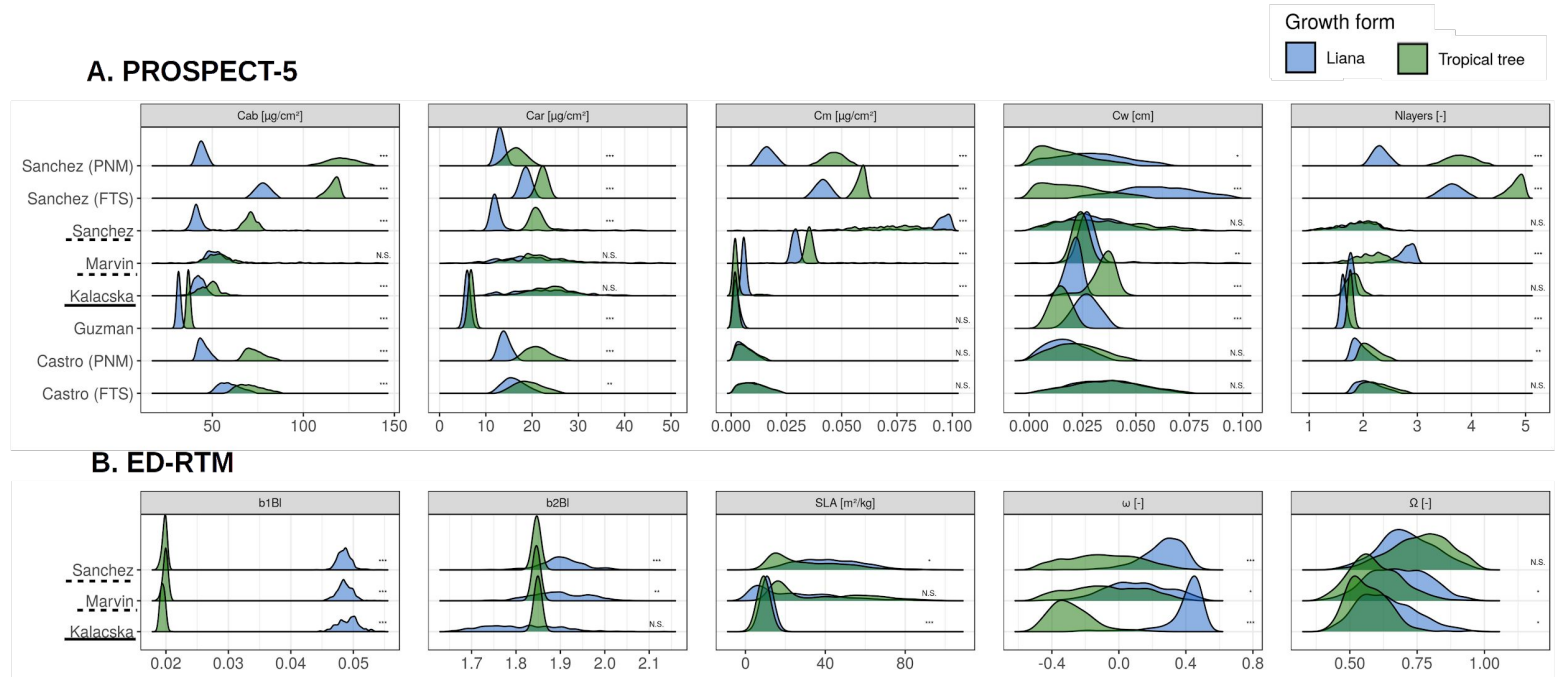 Growth form
Liana Tropical tree
A. PROSPECT-5
Cab [µg/cm²] Car [µg/cm²] Cm [µg/cm²] Cw [cm] Nlayers [-]
Sanchez (PNM) *** *** *** * ***
Sanchez (FTS) *** *** *** *** ***
Sanchez *** *** *** N.S. N.S.
Marvin N.S. N.S. *** ** ***
Kalacska *** N.S. *** *** N.S.
Guzman *** *** N.S. *** ***
Castro (PNM) *** *** N.S. N.S. **
Castro (FTS) *** ** N.S. N.S. N.S.
50 100 150 0 10 20 30 40 50 0.000 0.025 0.050 0.075 0.100 0.000 0.025 0.050 0.075 0.100 1 2 3 4 5
B. ED-RTM
b1Bl b2Bl SLA [m²/kg] ω [-] Ω [-]
Sanchez *** *** * *** N.S.
Marvin *** ** N.S. * *
Kalacska *** N.S. *** *** *
0.02 0.03 0.04 0.05 1.7 1.8 1.9 2.0 2.1 0 40 80 -0.4 0.0 0.4 0.8 0.50 0.75 1.00